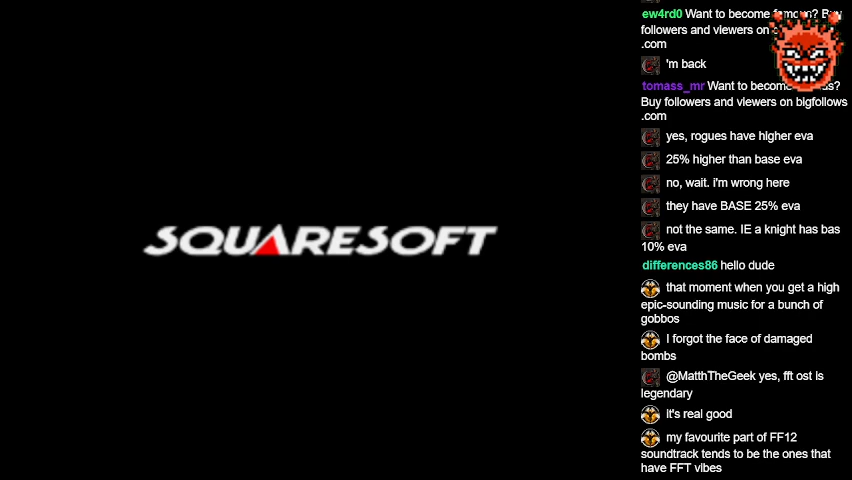 SQUARESOFT
ew4rd0 Want to become famous? Buy
followers and viewers on
.com
'm back
tomass_mr Want to become
Buy followers and viewers on bigfollows
.com
yes, rogues have higher eva
25% higher than base eva
no, wait. i'm wrong here
they have BASE 25% eva
not the same. IE a knight has bas
10% eva
differences86 hello dude
that moment when you get a high
epic-sounding music for a bunch of
gobbos
I forgot the face of damaged
bombs
@MatthTheGeek yes, fft ost is
legendary
it's real good
my favourite part of FF12
soundtrack tends to be the ones that
have FFT vibes